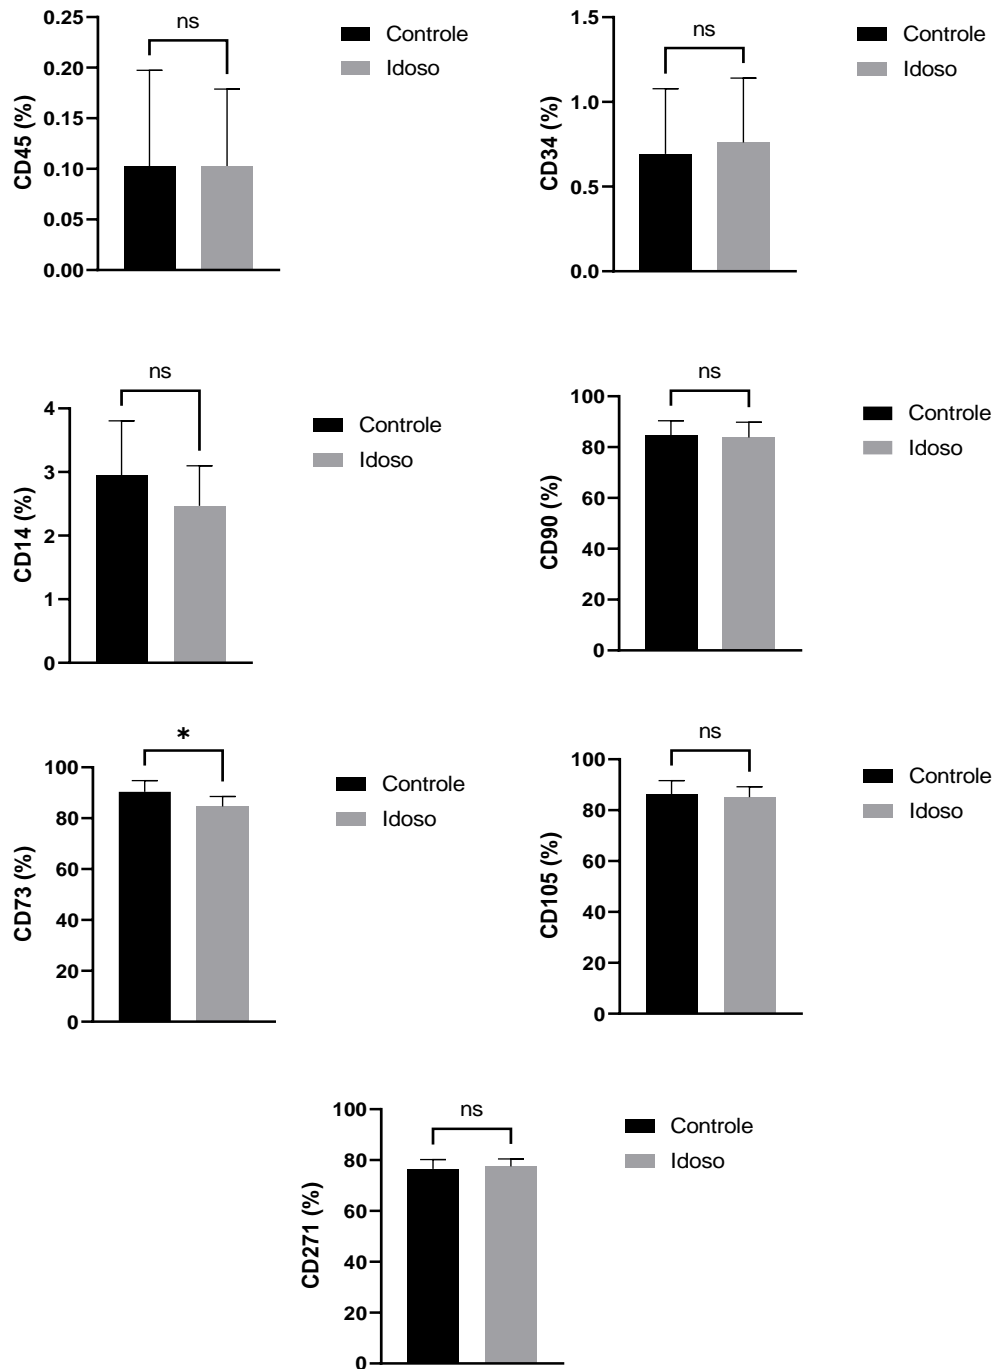 ns
0.25
0.20
0.15
0.10
0.05
0.00
CD45 (%)
Controle
Idoso
ns
1.5
1.0
0.5
0.0
CD34 (%)
Controle
Idoso
ns
4
3
2
1
0
CD14 (%)
Controle
Idoso
ns
100
80
60
40
20
0
CD90 (%)
Controle
Idoso
*
100
80
60
40
20
0
CD73 (%)
Controle
Idoso
ns
100
80
60
40
20
0
CD105 (%)
Controle
Idoso
ns
100
80
60
40
20
0
CD271 (%)
Controle
Idoso